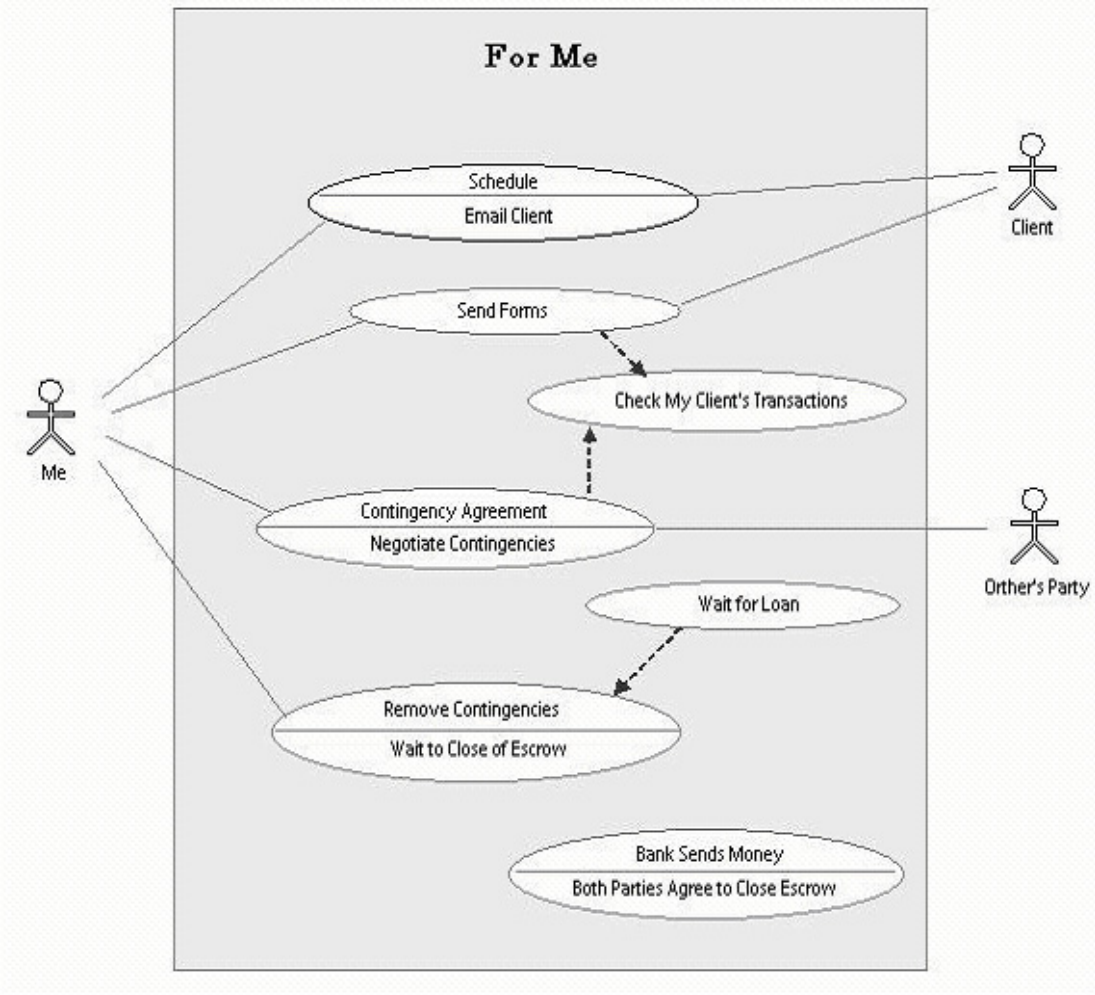 For Me
Schedule
Email Client
Client
Send Forms
Check My Client's Transactions
Me
Contingency Agreement
Negotiate Contingencies
Orther's Party
Wait for Loan
Remove Contingencies
Wait to Close of Escrow
Bank Sends Money
Both Parties Agree to Close Escrow